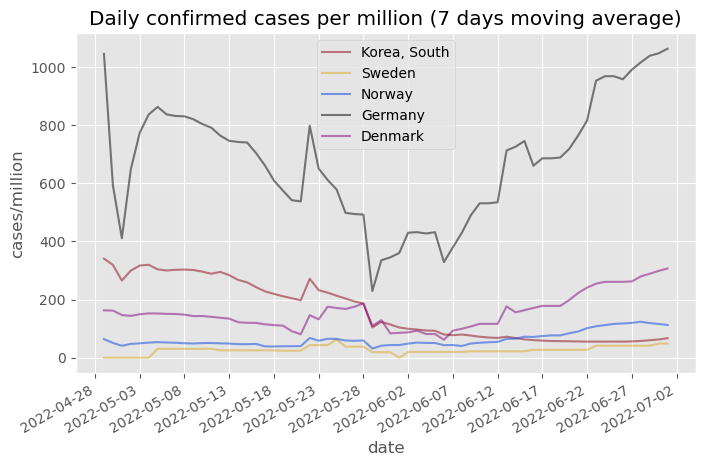 Daily confirmed cases per million (7 days moving average)
Korea, South
Sweden
Norway
Germany
Denmark
cases/million
1000
800
600
400
200
0
2022-04-28
2022-05-03
2022-05-08
2022-05-13
2022-05-18
2022-05-23
2022-05-28
2022-06-02
2022-06-07
2022-06-12
2022-06-17
2022-06-22
2022-06-27
2022-07-02
date